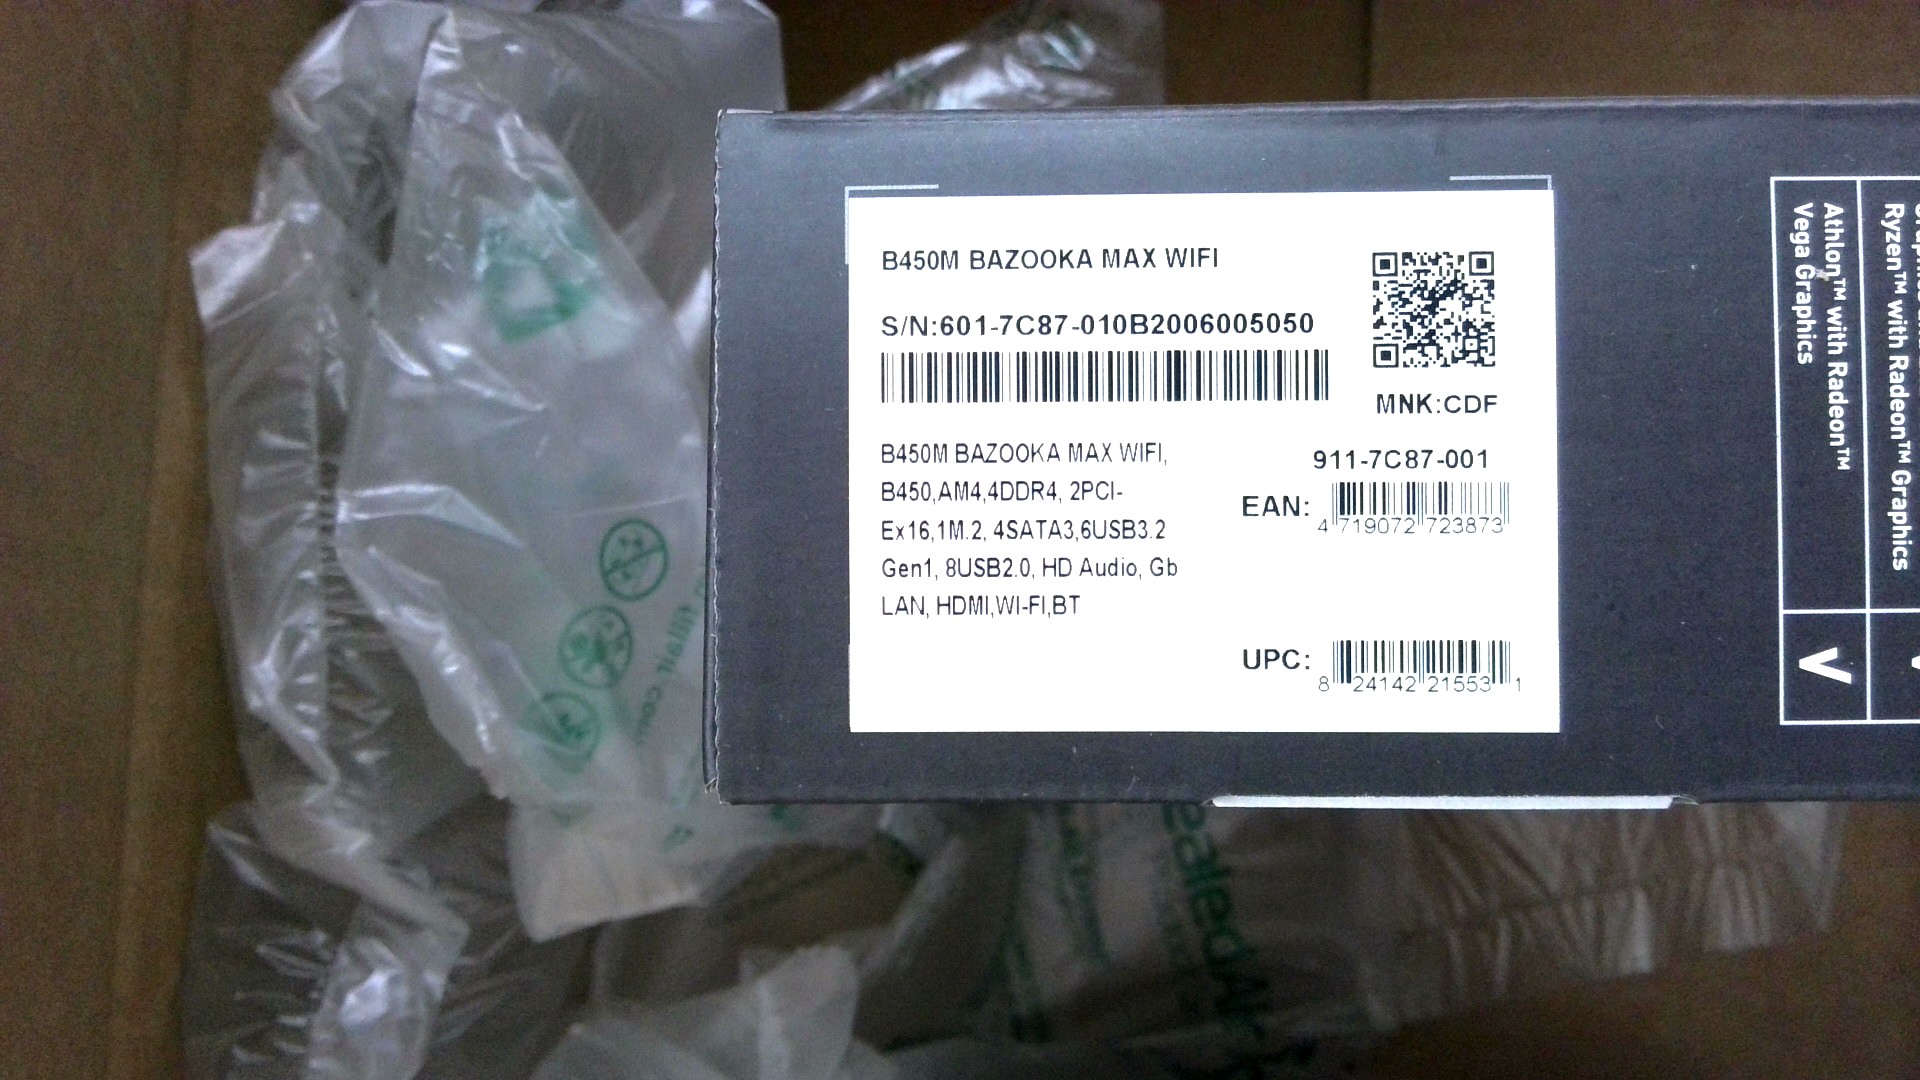 B450M BAZOOKA MAX WIFI
S/N:601-7C87-010B2006005050
MNK:CDF
B450M BAZOOKA MAX WIFI,
B450,AM4,4DDR4, 2PCI-
Ex16,1M.2, 4SATA3,6USB3.2
Gen1, 8USB2.0, HD Audio, Gb
LAN, HDMI,WI-FI,BT
911-7C87-001
EAN:
4 719072 723873
UPC:
8 24142 21553 1
Ryzen™ with Radeon™ Graphics
Athlon™ with Radeon™
Vega Graphics
V